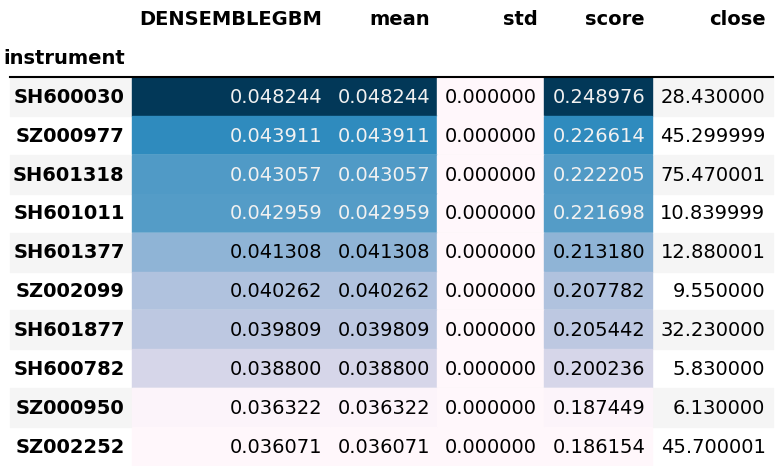 DENSEMBLEGBM mean std score close
instrument
SH600030 0.048244 0.048244 0.000000 0.248976 28.430000
SZ000977 0.043911 0.043911 0.000000 0.226614 45.299999
SH601318 0.043057 0.043057 0.000000 0.222205 75.470001
SH601011 0.042959 0.042959 0.000000 0.221698 10.839999
SH601377 0.041308 0.041308 0.000000 0.213180 12.880001
SZ002099 0.040262 0.040262 0.000000 0.207782 9.550000
SH601877 0.039809 0.039809 0.000000 0.205442 32.230000
SH600782 0.038800 0.038800 0.000000 0.200236 5.830000
SZ000950 0.036322 0.036322 0.000000 0.187449 6.130000
SZ002252 0.036071 0.036071 0.000000 0.186154 45.700001